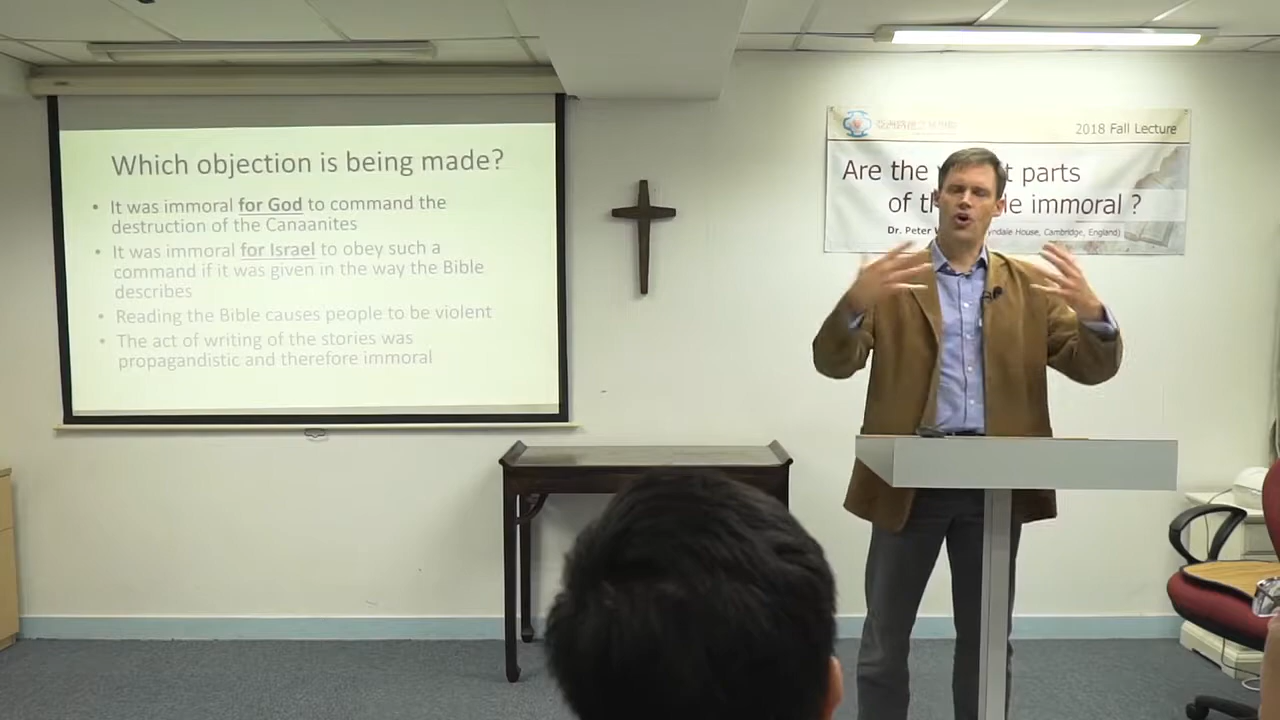 Which objection is being made?
• It was immoral for God to command the
destruction of the Canaanites
• It was immoral for Israel to obey such a
command if it was given in the way the Bible
describes
• Reading the Bible causes people to be violent
• The act of writing of the stories was
propagandistic and therefore immoral
2018 Fall Lecture
Are the t parts
of th le immoral ?
Dr. Peter W yndale House, Cambridge, England)